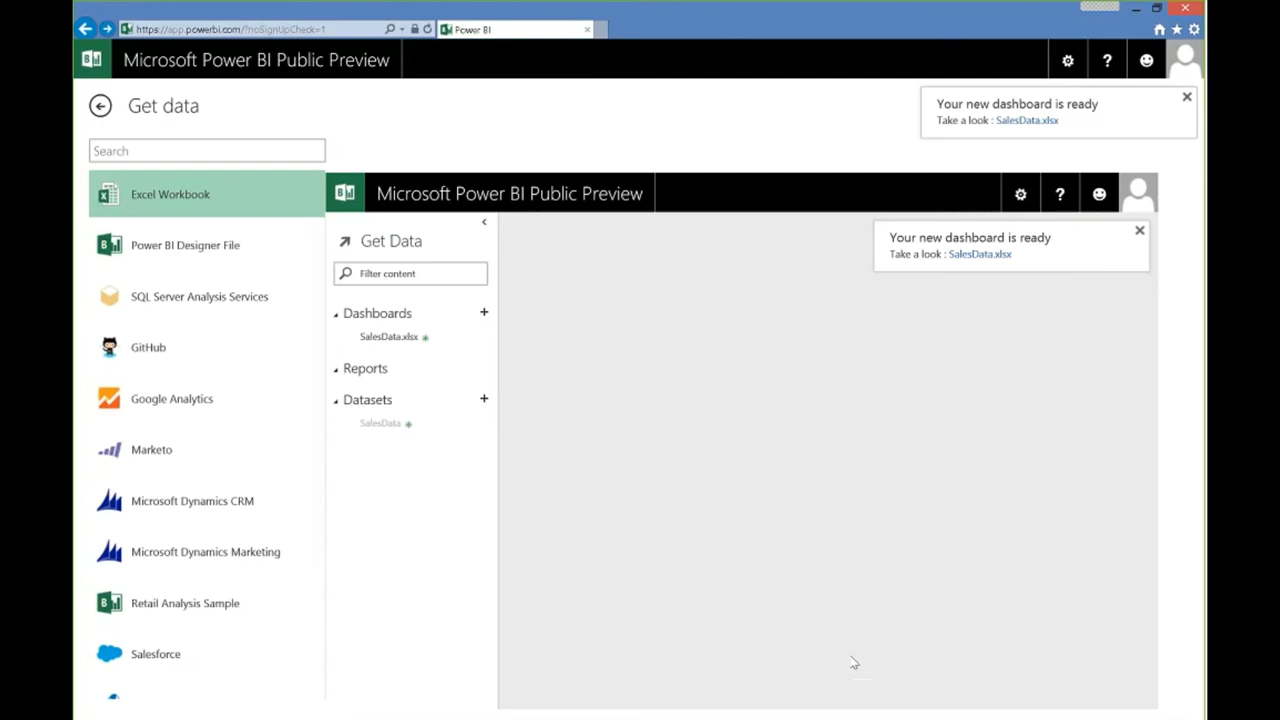 https://app.powerbi.com/?noSignUpCheck=1
Power BI
Microsoft Power BI Public Preview
?
Get data
Your new dashboard is ready
Take a look : SalesData.xlsx
Search
Excel Workbook
Power BI Designer File
SQL Server Analysis Services
GitHub
Google Analytics
Marketo
Microsoft Dynamics CRM
Microsoft Dynamics Marketing
Retail Analysis Sample
Salesforce
Microsoft Power BI Public Preview
?
Get Data
Filter content
Dashboards +
SalesData.xlsx
Reports
Datasets +
SalesData
Your new dashboard is ready
Take a look : SalesData.xlsx